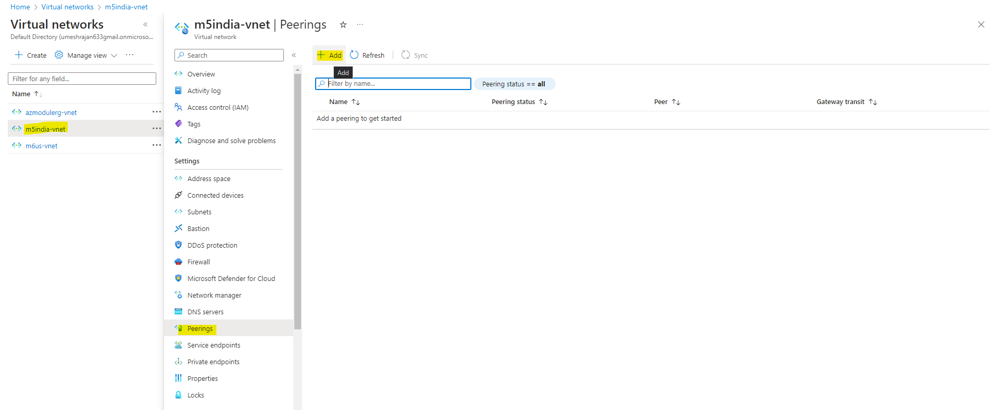 Home > Virtual networks > m5india-vnet
Virtual networks «
Default Directory (umeshrajan633gmail.onmicroso...
+ Create Manage view ...
Filter for any field...
Name ↑↓
azmodulerg-vnet ...
m5india-vnet ...
m6us-vnet ...
m5india-vnet | Peerings ☆ ...
Virtual network
Search «
Overview
Activity log
Access control (IAM)
Tags
Diagnose and solve problems
Settings
Address space
Connected devices
Subnets
Bastion
DDoS protection
Firewall
Microsoft Defender for Cloud
Network manager
DNS servers
Peerings
Service endpoints
Private endpoints
Properties
Locks
+ Add Refresh Sync
Add
Filter by name... Peering status == all
Name ↑↓ Peering status ↑↓ Peer ↑↓ Gateway transit ↑↓
Add a peering to get started